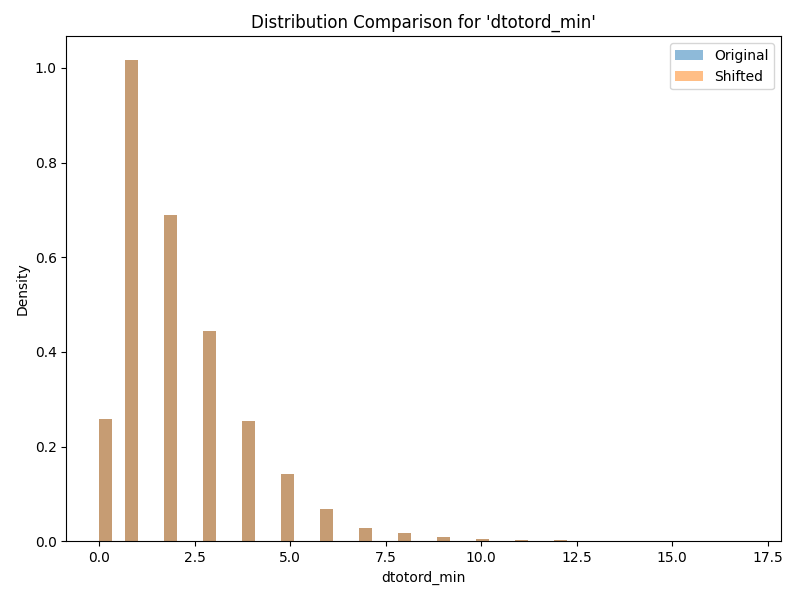 Distribution Comparison for 'dtotord_min'
Original
Shifted
Density
1.0
0.8
0.6
0.4
0.2
0.0
0.0 2.5 5.0 7.5 10.0 12.5 15.0 17.5
dtotord_min